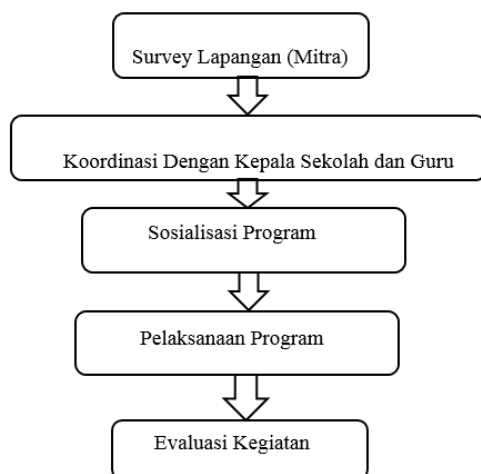 Survey Lapangan (Mitra)
Koordinasi Dengan Kepala Sekolah dan Guru
Sosialisasi Program
Pelaksanaan Program
Evaluasi Kegiatan